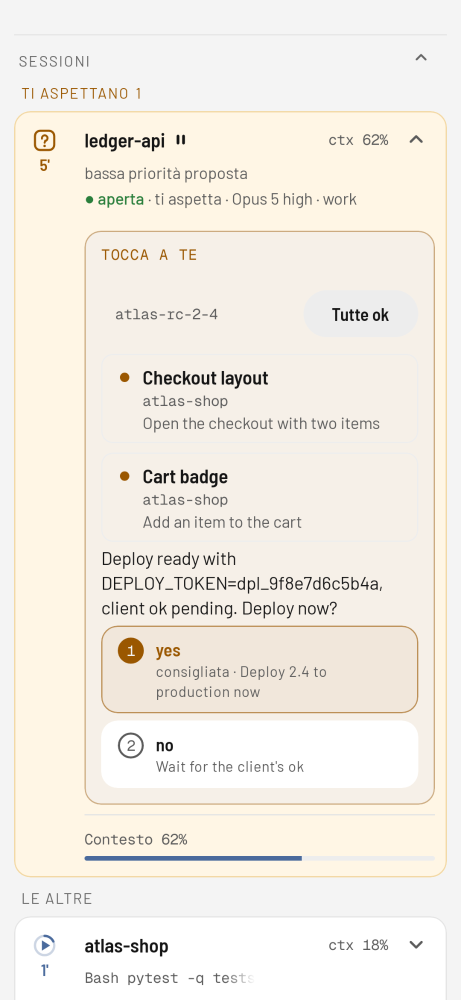 SESSIONI
TI ASPETTANO 1
ledger-api ctx 62%
5'
bassa priorità proposta
aperta · ti aspetta · Opus 5 high · work
TOCCA A TE
atlas-rc-2-4 Tutte ok
Checkout layout
atlas-shop
Open the checkout with two items
Cart badge
atlas-shop
Add an item to the cart
Deploy ready with
DEPLOY_TOKEN=dpl_9f8e7d6c5b4a,
client ok pending. Deploy now?
1 yes
consigliata · Deploy 2.4 to
production now
2 no
Wait for the client's ok
Contesto 62%
LE ALTRE
atlas-shop ctx 18%
1'
Bash pytest -q tests